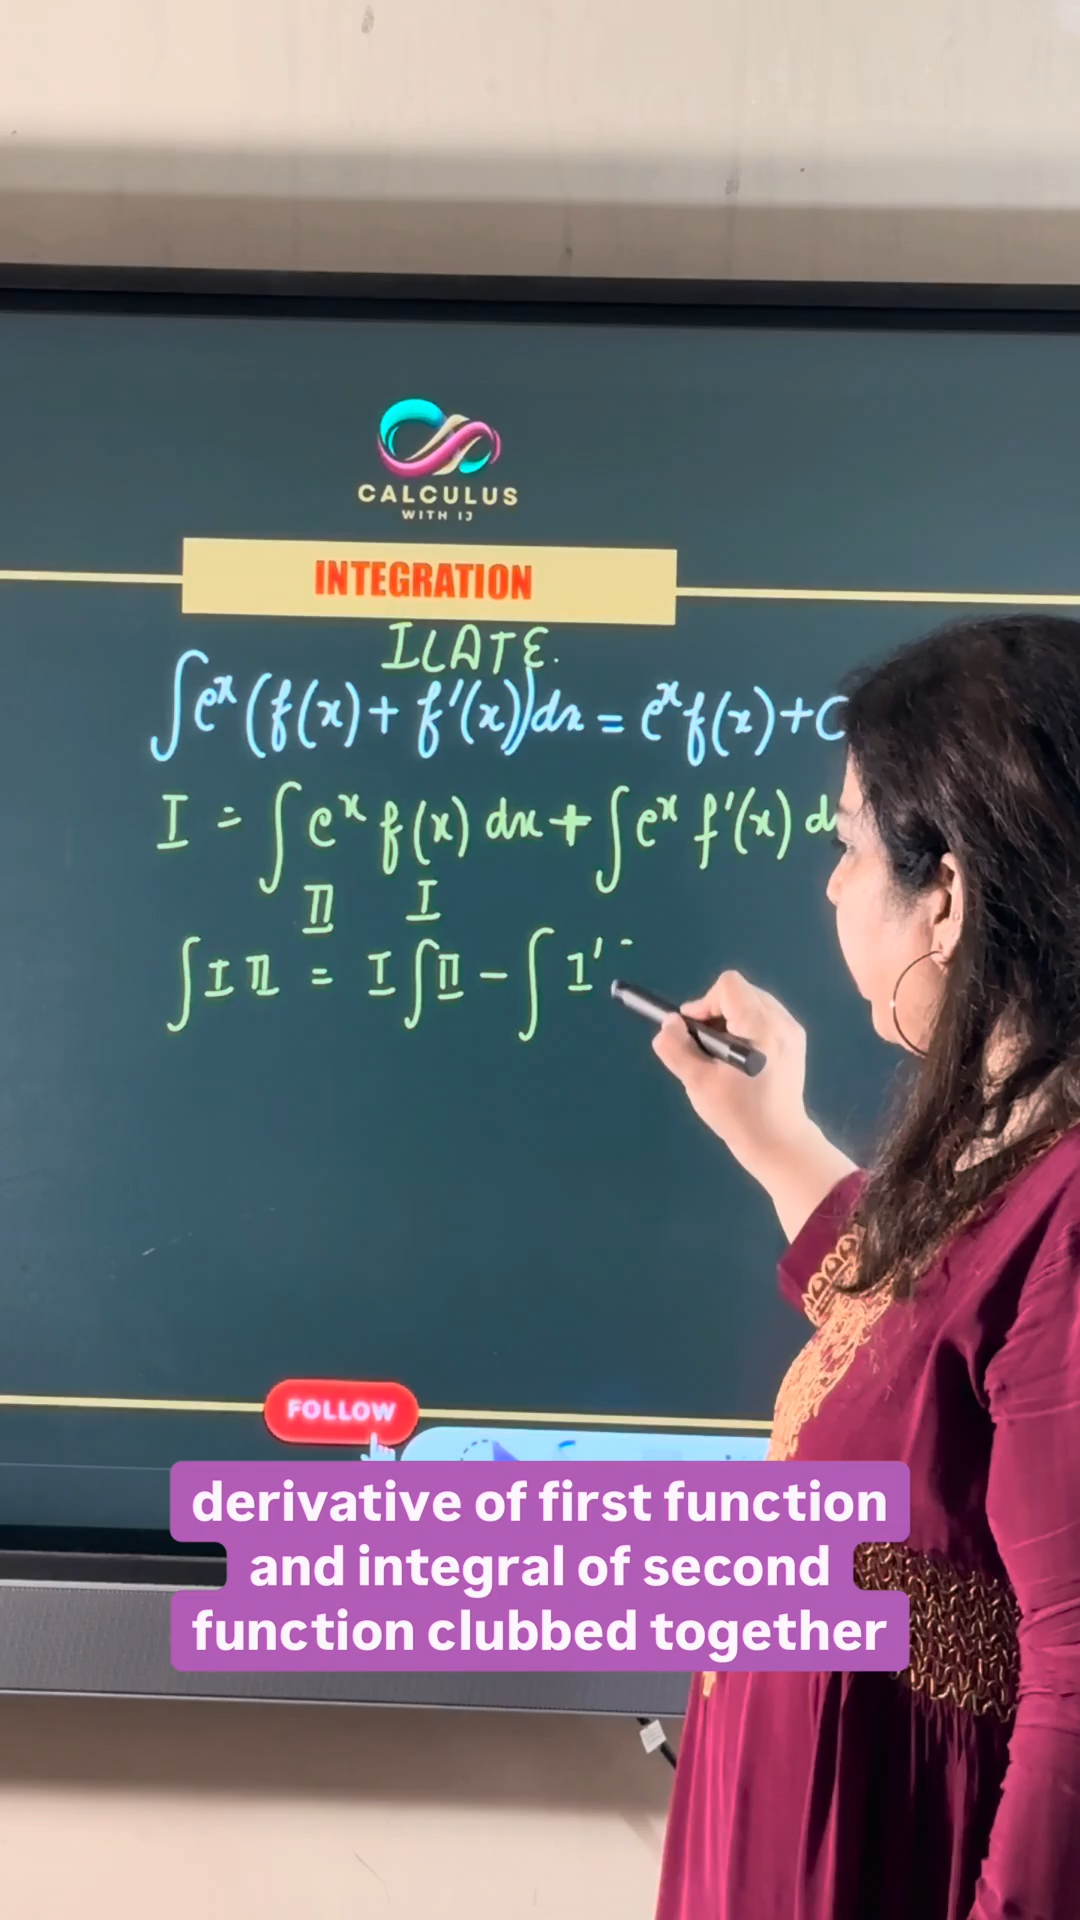 CALCULUS
WITH IJ
INTEGRATION
ILATE.
∫eˣ(f(x) + f'(x))dx = eˣf(x) + C
I = ∫eˣ f(x) dx + ∫eˣ f'(x) d
II I
∫I II = I∫II - ∫I'
FOLLOW
derivative of first function
and integral of second
function clubbed together